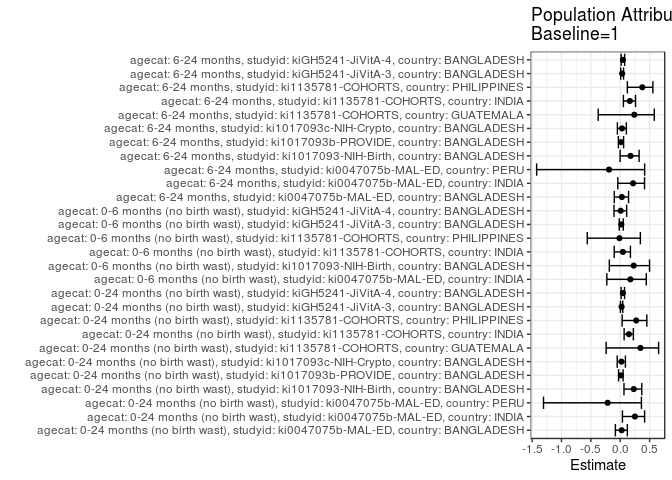 Population Attribu
Baseline=1
agecat: 6-24 months, studyid: kiGH5241-JiVitA-4, country: BANGLADESH
agecat: 6-24 months, studyid: kiGH5241-JiVitA-3, country: BANGLADESH
agecat: 6-24 months, studyid: ki1135781-COHORTS, country: PHILIPPINES
agecat: 6-24 months, studyid: ki1135781-COHORTS, country: INDIA
agecat: 6-24 months, studyid: ki1135781-COHORTS, country: GUATEMALA
agecat: 6-24 months, studyid: ki1017093c-NIH-Crypto, country: BANGLADESH
agecat: 6-24 months, studyid: ki1017093b-PROVIDE, country: BANGLADESH
agecat: 6-24 months, studyid: ki1017093-NIH-Birth, country: BANGLADESH
agecat: 6-24 months, studyid: ki0047075b-MAL-ED, country: PERU
agecat: 6-24 months, studyid: ki0047075b-MAL-ED, country: INDIA
agecat: 6-24 months, studyid: ki0047075b-MAL-ED, country: BANGLADESH
agecat: 0-6 months (no birth wast), studyid: kiGH5241-JiVitA-4, country: BANGLADESH
agecat: 0-6 months (no birth wast), studyid: kiGH5241-JiVitA-3, country: BANGLADESH
agecat: 0-6 months (no birth wast), studyid: ki1135781-COHORTS, country: PHILIPPINES
agecat: 0-6 months (no birth wast), studyid: ki1135781-COHORTS, country: INDIA
agecat: 0-6 months (no birth wast), studyid: ki1017093-NIH-Birth, country: BANGLADESH
agecat: 0-6 months (no birth wast), studyid: ki0047075b-MAL-ED, country: INDIA
agecat: 0-24 months (no birth wast), studyid: kiGH5241-JiVitA-4, country: BANGLADESH
agecat: 0-24 months (no birth wast), studyid: kiGH5241-JiVitA-3, country: BANGLADESH
agecat: 0-24 months (no birth wast), studyid: ki1135781-COHORTS, country: PHILIPPINES
agecat: 0-24 months (no birth wast), studyid: ki1135781-COHORTS, country: INDIA
agecat: 0-24 months (no birth wast), studyid: ki1135781-COHORTS, country: GUATEMALA
agecat: 0-24 months (no birth wast), studyid: ki1017093c-NIH-Crypto, country: BANGLADESH
agecat: 0-24 months (no birth wast), studyid: ki1017093b-PROVIDE, country: BANGLADESH
agecat: 0-24 months (no birth wast), studyid: ki1017093-NIH-Birth, country: BANGLADESH
agecat: 0-24 months (no birth wast), studyid: ki0047075b-MAL-ED, country: PERU
agecat: 0-24 months (no birth wast), studyid: ki0047075b-MAL-ED, country: INDIA
agecat: 0-24 months (no birth wast), studyid: ki0047075b-MAL-ED, country: BANGLADESH
-1.5 -1.0 -0.5 0.0 0.5
Estimate